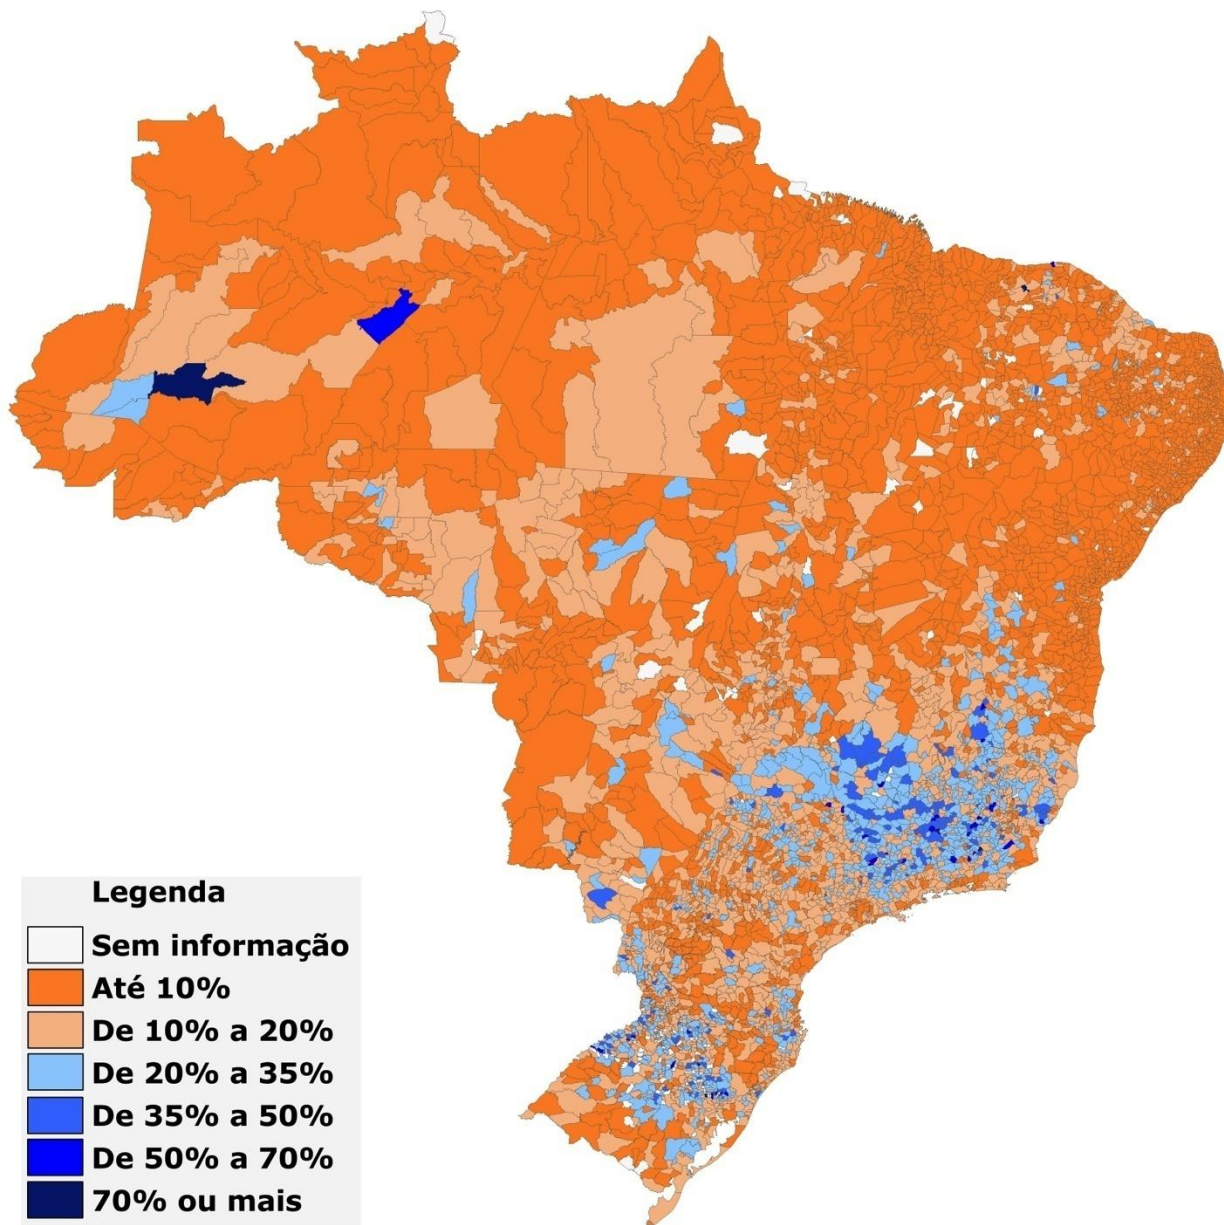 Legenda
Sem informação
Até 10%
De 10% a 20%
De 20% a 35%
De 35% a 50%
De 50% a 70%
70% ou mais